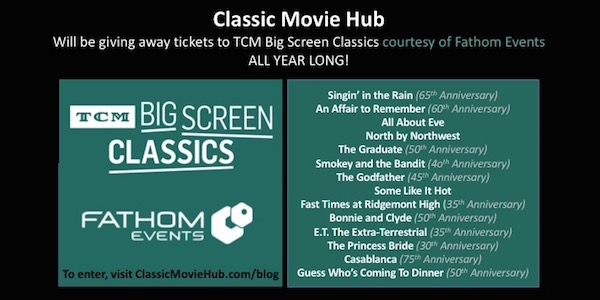 Classic Movie Hub
Will be giving away tickets to TCM Big Screen Classics courtesy of Fathom Events
ALL YEAR LONG!
TCM BIG SCREEN
CLASSICS
FATHOM
EVENTS
To enter, visit ClassicMovieHub.com/blog
Singin' in the Rain (65th Anniversary)
An Affair to Remember (60th Anniversary)
All About Eve
North by Northwest
The Graduate (50th Anniversary)
Smokey and the Bandit (4oth Anniversary)
The Godfather (45th Anniversary)
Some Like It Hot
Fast Times at Ridgemont High (35th Anniversary)
Bonnie and Clyde (50th Anniversary)
E.T. The Extra-Terrestrial (35th Anniversary)
The Princess Bride (30th Anniversary)
Casablanca (75th Anniversary)
Guess Who's Coming To Dinner (50th Anniversary)